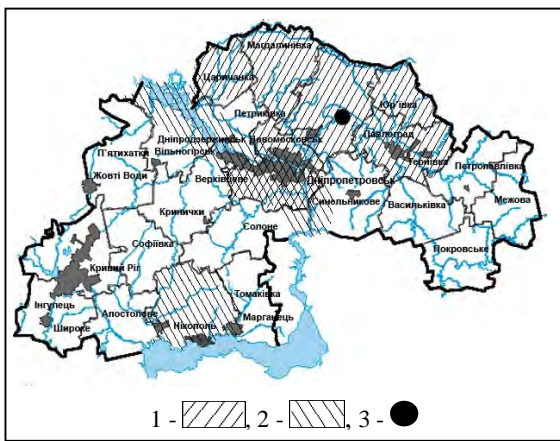 Магдалинівка
Царичанка
Юр'ївка
Петриківка
Павлоград
Дніпродзержинськ Новомосковськ
П'ятихатки Вільногірськ
Тернівка
Петропавлівка
Жовті Води
Верхівцеве
Дніпропетровськ
Синельникове Васильківка
Межова
Кринички
Солоне
Софіївка
Покровське
Кривий Ріг
Томаківка
Інгулець
Апостолове
Нікополь
Марганець
Широке
1 - , 2 - , 3 -